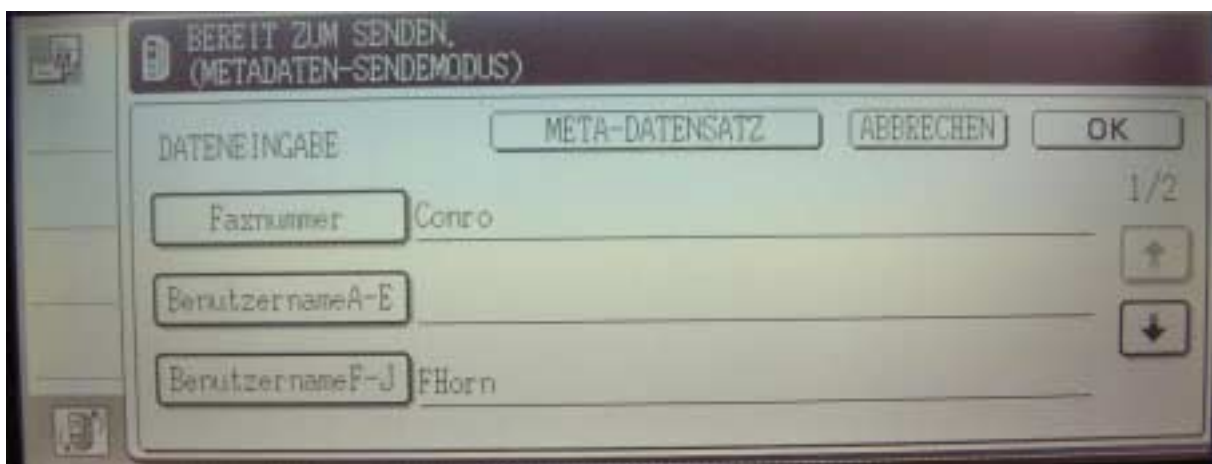 BEREIT ZUM SENDEN.
(METADATEN-SENDEMODUS)
DATENEINGABE META-DATENSATZ ABBRECHEN OK
1/2
Faxnummer Conro
BenutzernameA-E
BenutzernameF-J FHorn